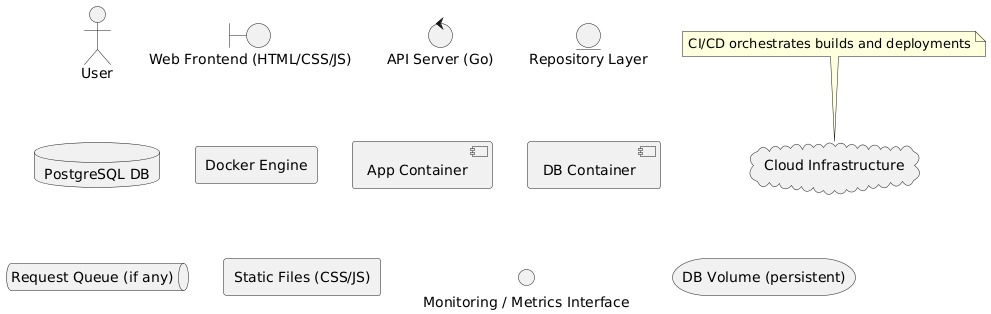 CI/CD orchestrates builds and deployments
User
Web Frontend (HTML/CSS/JS)
API Server (Go)
Repository Layer
PostgreSQL DB
Docker Engine
App Container
DB Container
Cloud Infrastructure
Request Queue (if any)
Static Files (CSS/JS)
Monitoring / Metrics Interface
DB Volume (persistent)